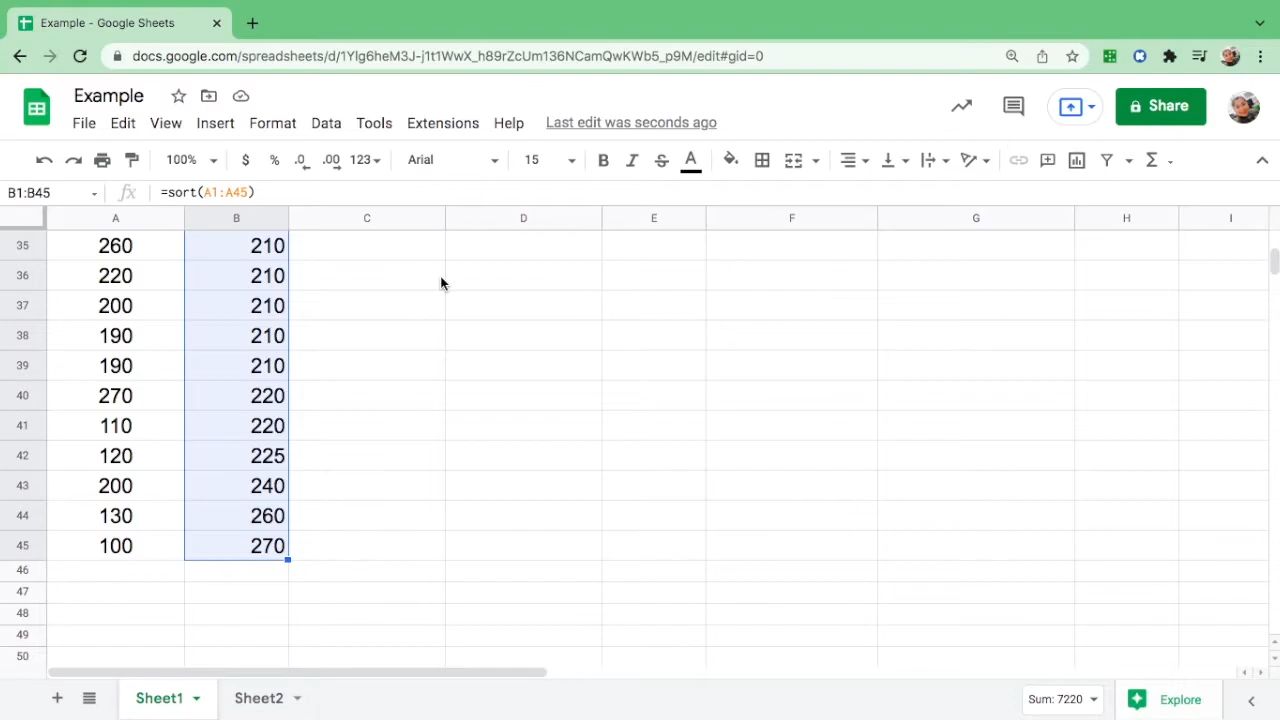 Example - Google Sheets
docs.google.com/spreadsheets/d/1Ylg6heM3J-j1t1WwX_h89rZcUm136NCamQwKWb5_p9M/edit#gid=0
Example
File Edit View Insert Format Data Tools Extensions Help Last edit was seconds ago
Share
100% $ % .0 .00 123 Arial 15 B I S A Σ
B1:B45 fx =sort(A1:A45)
A B C D E F G H I
35 260 210
36 220 210
37 200 210
38 190 210
39 190 210
40 270 220
41 110 220
42 120 225
43 200 240
44 130 260
45 100 270
46
47
48
49
50
Sheet1 Sheet2 Sum: 7220 Explore